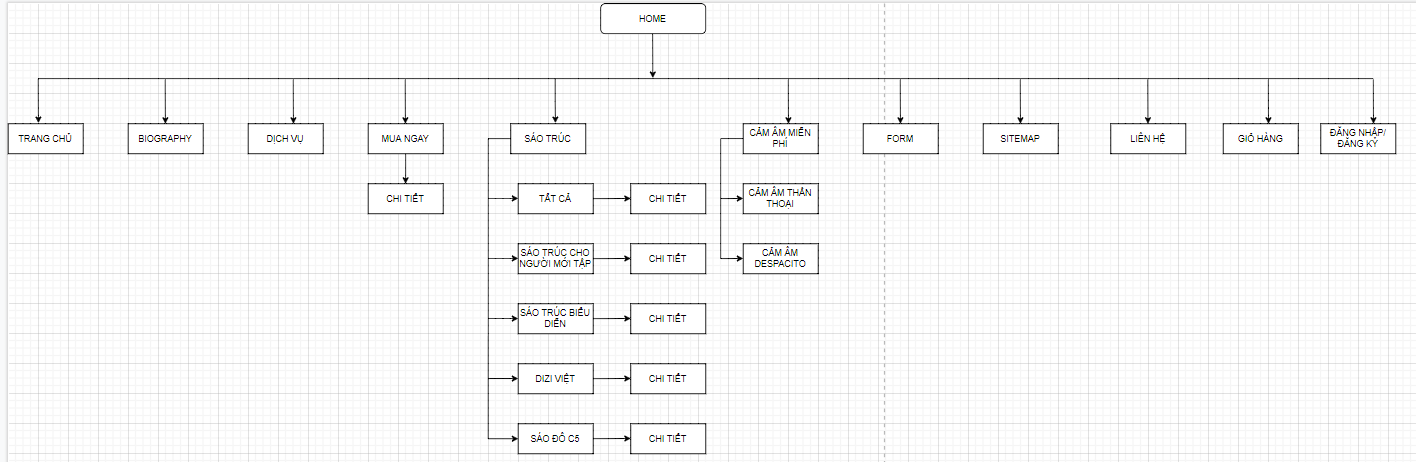 HOME
TRANG CHỦ
BIOGRAPHY
DỊCH VỤ
MUA NGAY
SÁO TRÚC
CẢM ÂM MIỄN
PHÍ
FORM
SITEMAP
LIÊN HỆ
GIỎ HÀNG
ĐĂNG NHẬP/
ĐĂNG KÝ
CHI TIẾT
TẤT CẢ
CHI TIẾT
CẢM ÂM THẦN
THOẠI
SÁO TRÚC CHO
NGƯỜI MỚI TẬP
CHI TIẾT
CẢM ÂM
DESPACITO
SÁO TRÚC BIỂU
DIỄN
CHI TIẾT
DIZI VIỆT
CHI TIẾT
SÁO ĐÔ C5
CHI TIẾT